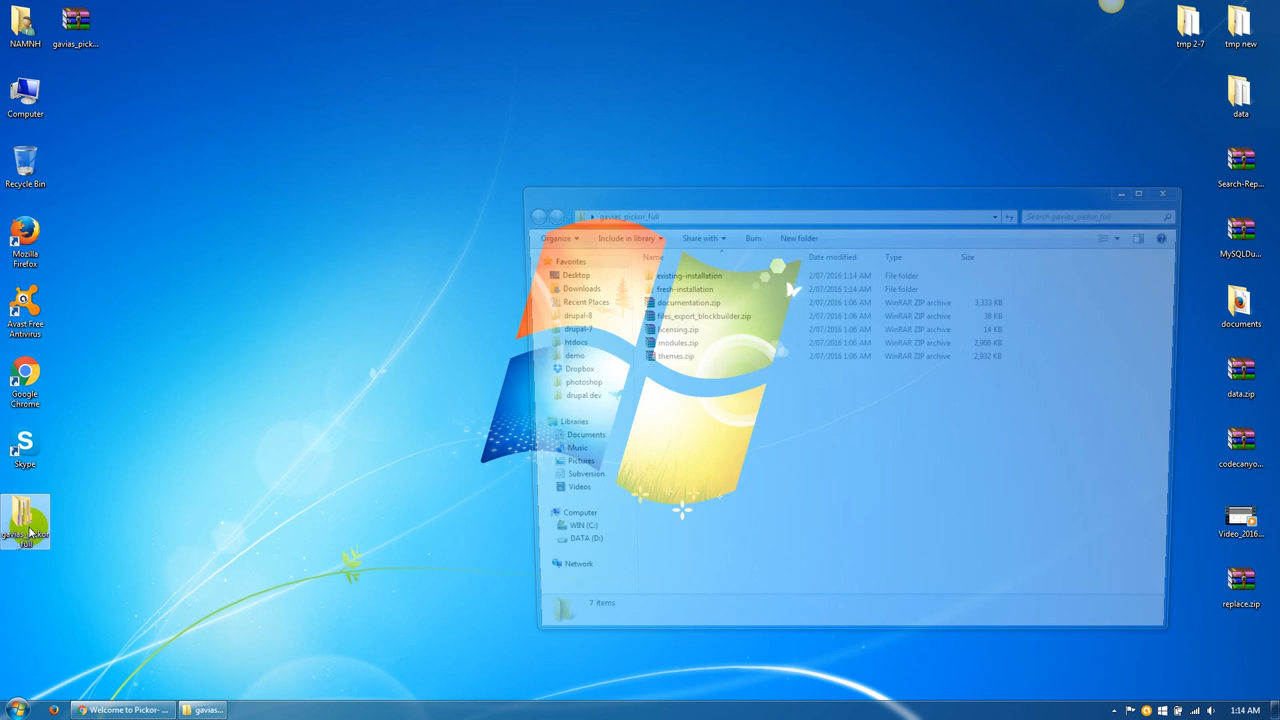 NAMNH
gavias_pick...
Computer
Recycle Bin
Mozilla
Firefox
Avast Free
Antivirus
Google
Chrome
Skype
gavias_pickor
full
gavias_pickor_full
Search gavias_pickor_full
Organize
Include in library
Share with
Burn
New folder
Name
Date modified
Type
Size
Favorites
Desktop
Downloads
Recent Places
drupal-8
drupal-7
htdocs
demo
Dropbox
photoshop
drupal dev
Libraries
Documents
Music
Pictures
Subversion
Videos
Computer
WIN (C:)
DATA (D:)
Network
existing-installation 2/07/2016 1:14 AM File folder
fresh-installation 2/07/2016 1:14 AM File folder
documentation.zip 2/07/2016 1:06 AM WinRAR ZIP archive 3,333 KB
files_export_blockbuilder.zip 2/07/2016 1:06 AM WinRAR ZIP archive 38 KB
licensing.zip 2/07/2016 1:06 AM WinRAR ZIP archive 14 KB
modules.zip 2/07/2016 1:06 AM WinRAR ZIP archive 2,908 KB
themes.zip 2/07/2016 1:06 AM WinRAR ZIP archive 2,932 KB
7 items
tmp 2-7
tmp new
data
Search-Rep...
MySQLDu...
documents
data.zip
codecanyo...
Video_2016...
replace.zip
Welcome to Pickor- ...
gavias...
1:14 AM